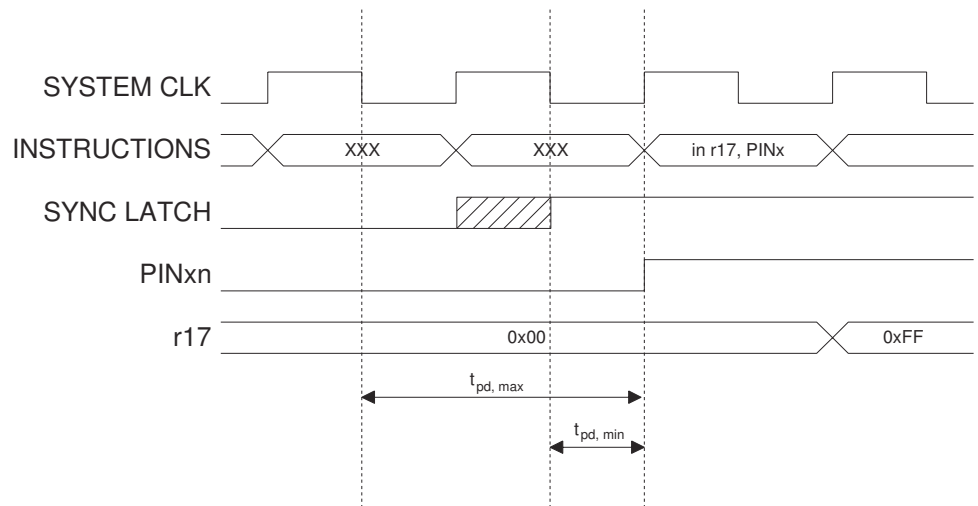 SYSTEM CLK
INSTRUCTIONS XXX XXX in r17, PINx
SYNC LATCH
PINxn
r17 0x00 0xFF
tpd, max
tpd, min